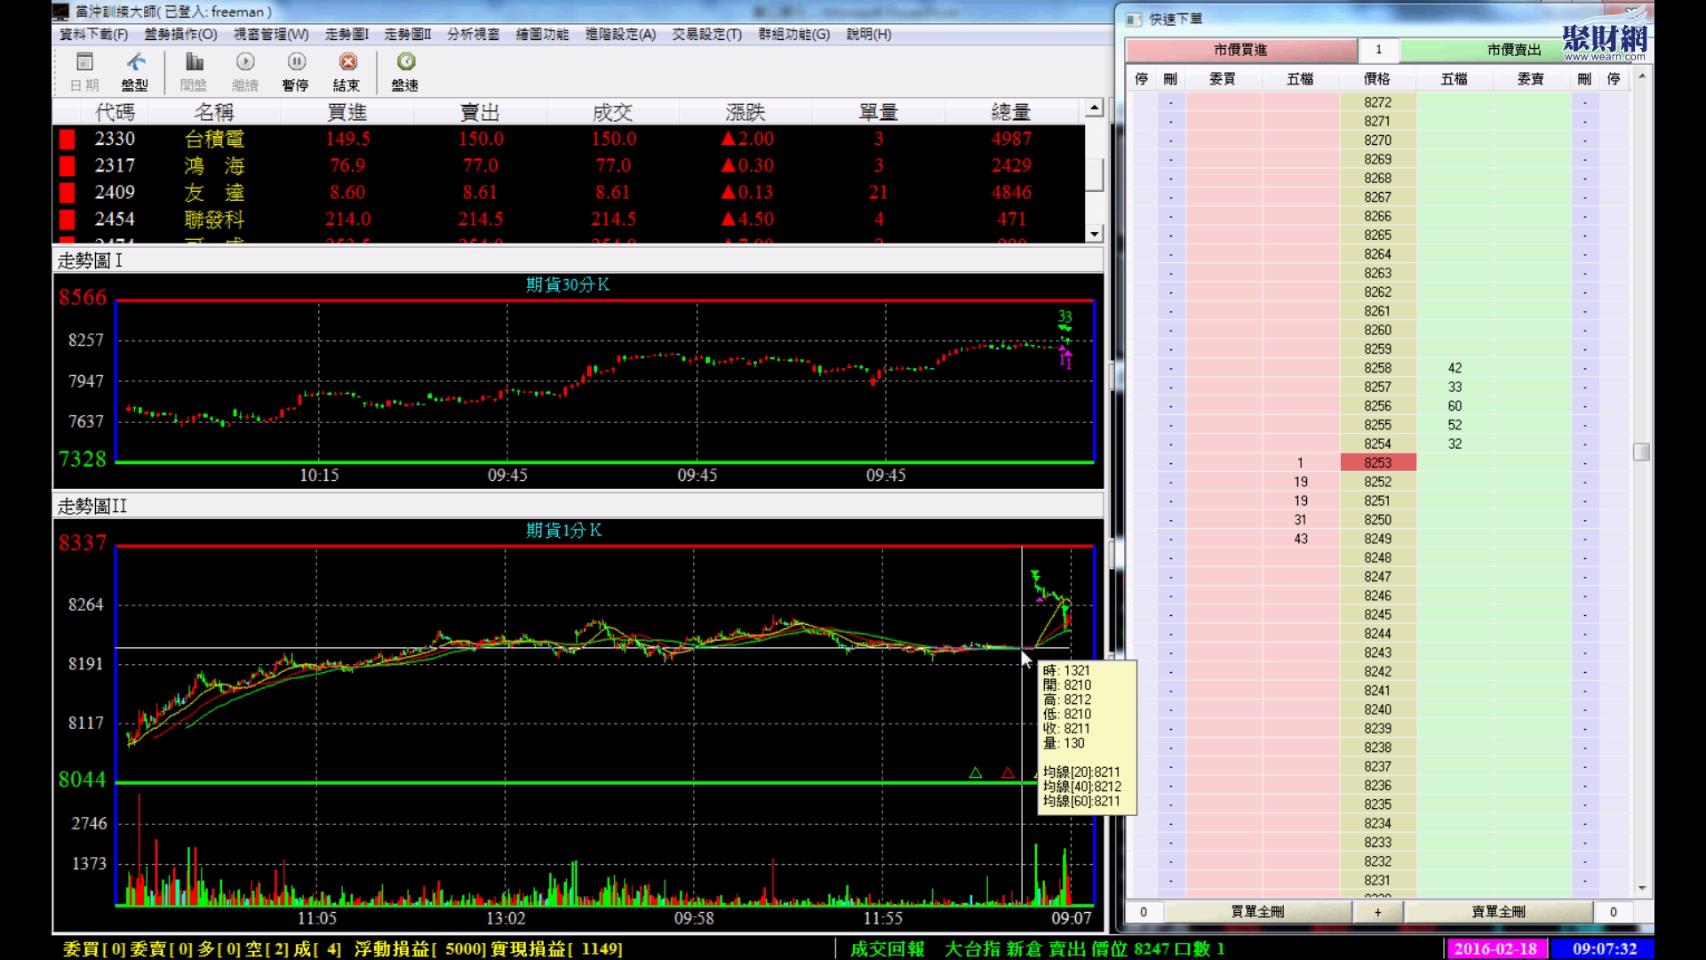 當沖訓練大師( 已登入: freeman )
資料下載(F) 盤勢操作(O) 視窗管理(W) 走勢圖I 走勢圖II 分析視窗 繪圖功能 進階設定(A) 交易設定(T) 群組功能(G) 說明(H)
日期 盤型 開盤 繼續 暫停 結束 盤速
代碼 名稱 買進 賣出 成交 漲跌 單量 總量
2330 台積電 149.5 150.0 150.0 ▲2.00 3 4987
2317 鴻 海 76.9 77.0 77.0 ▲0.30 3 2429
2409 友 達 8.60 8.61 8.61 ▲0.13 21 4846
2454 聯發科 214.0 214.5 214.5 ▲4.50 4 471
走勢圖I
期貨30分K
8566
8257
7947
7637
7328
33
11
10:15 09:45 09:45 09:45
走勢圖II
期貨1分K
8337
8264
8191
8117
8044
2746
1373
11:05 13:02 09:58 11:55 09:07
時: 1321
開: 8210
高: 8212
低: 8210
收: 8211
量: 130
均線[20]:8211
均線[40]:8212
均線[60]:8211
快速下單
聚財網
www.wearn.com
市價買進 1 市價賣出
停 刪 委買 五檔 價格 五檔 委賣 刪 停
- 8272 -
- 8271 -
- 8270 -
- 8269 -
- 8268 -
- 8267 -
- 8266 -
- 8265 -
- 8264 -
- 8263 -
- 8262 -
- 8261 -
- 8260 -
- 8259 -
- 8258 42 -
- 8257 33 -
- 8256 60 -
- 8255 52 -
- 8254 32 -
- 1 8253 -
- 19 8252 -
- 19 8251 -
- 31 8250 -
- 43 8249 -
- 8248 -
- 8247 -
- 8246 -
- 8245 -
- 8244 -
- 8243 -
- 8242 -
- 8241 -
- 8240 -
- 8239 -
- 8238 -
- 8237 -
- 8236 -
- 8235 -
- 8234 -
- 8233 -
- 8232 -
- 8231 -
0 買單全刪 + 賣單全刪 0
委買[ 0] 委賣[ 0] 多[ 0] 空[ 2] 成[ 4] 浮動損益[ 5000] 實現損益[ 1149]
成交回報 大台指 新倉 賣出 價位 8247 口數 1
2016-02-18 09:07:32